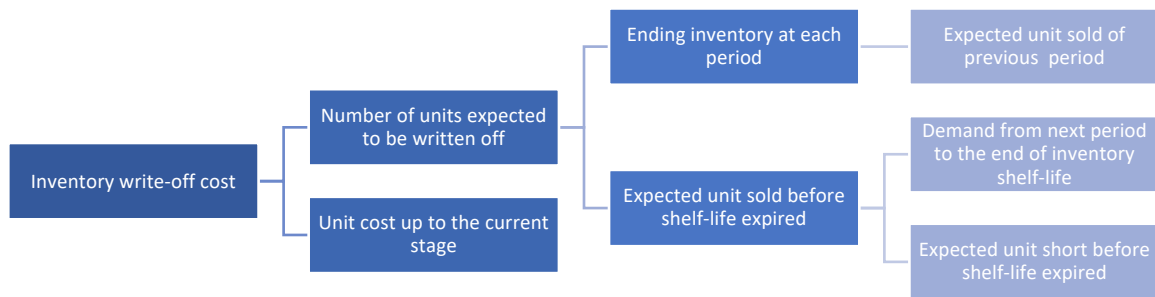 Inventory write-off cost
Number of units expected
to be written off
Unit cost up to the current
stage
Ending inventory at each
period
Expected unit sold before
shelf-life expired
Expected unit sold of
previous period
Demand from next period
to the end of inventory
shelf-life
Expected unit short before
shelf-life expired